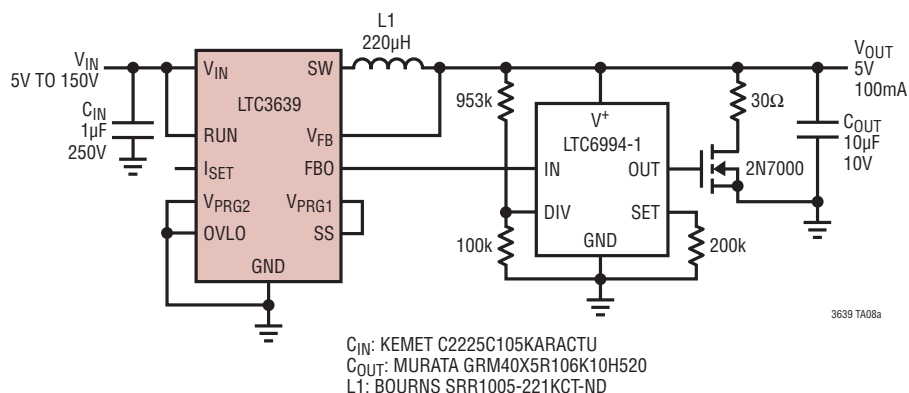 L1
220µH
VIN
5V TO 150V
CIN
1µF
250V
VIN
SW
LTC3639
RUN
VFB
ISET
FBO
VPRG2
VPRG1
OVLO
SS
GND
953k
100k
V+
LTC6994-1
IN
OUT
DIV
SET
GND
200k
30Ω
2N7000
VOUT
5V
100mA
COUT
10µF
10V
3639 TA08a
CIN: KEMET C2225C105KARACTU
COUT: MURATA GRM40X5R106K10H520
L1: BOURNS SRR1005-221KCT-ND